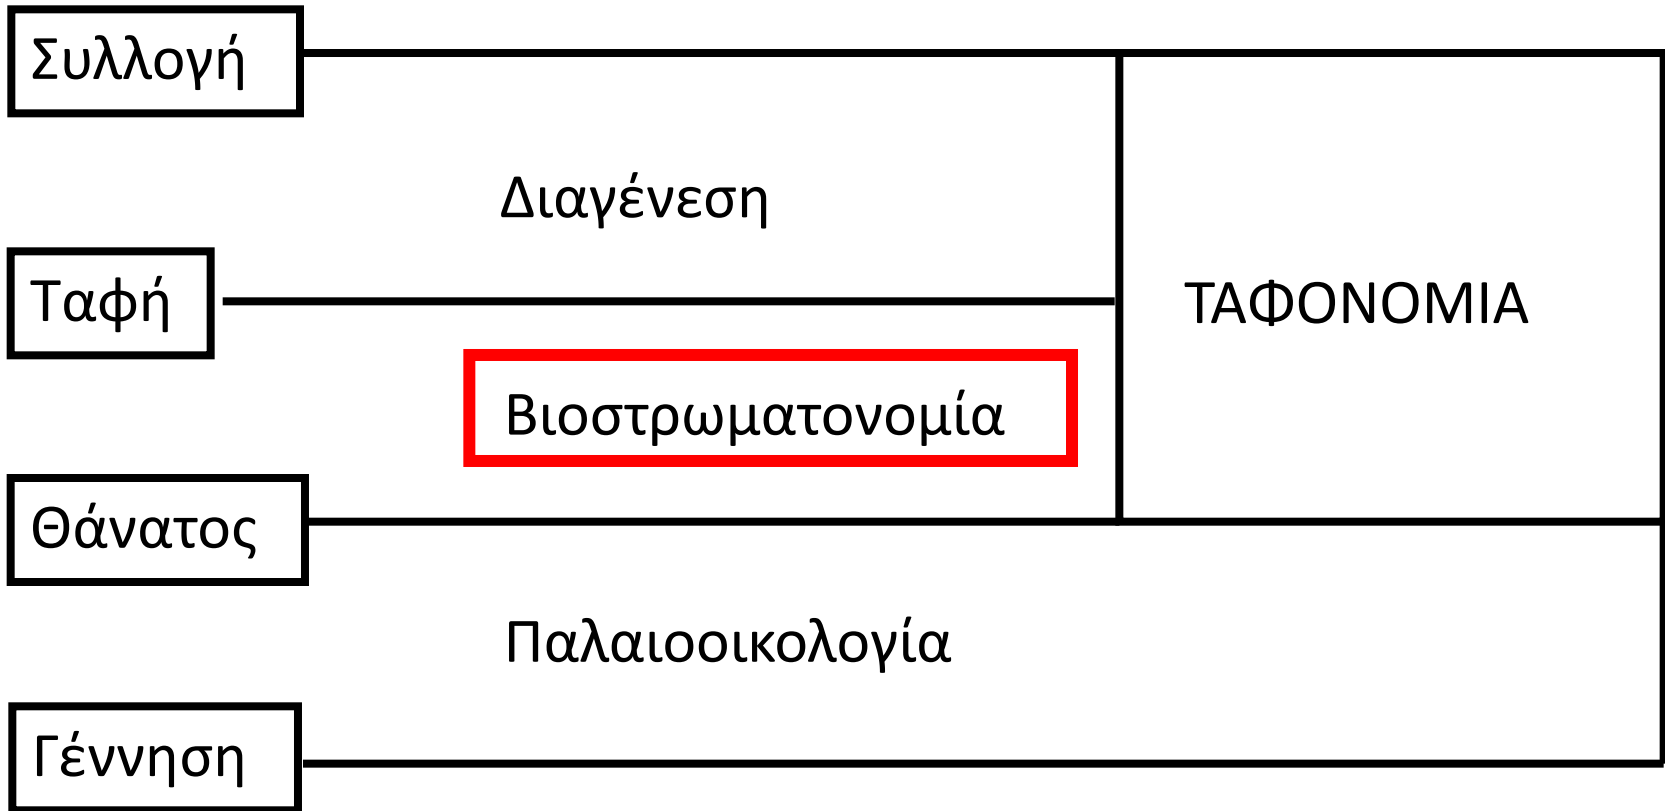 Συλλογή
Διαγένεση
Ταφή
ΤΑΦΟΝΟΜΙΑ
Βιοστρωματονομία
Θάνατος
Παλαιοοικολογία
Γέννηση